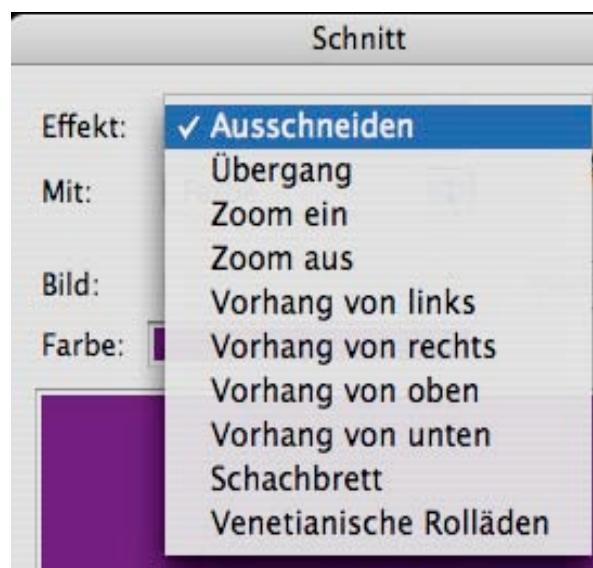 Schnitt
Effekt:
✓ Ausschneiden
Übergang
Mit:
Zoom ein
Zoom aus
Bild:
Vorhang von links
Farbe:
Vorhang von rechts
Vorhang von oben
Vorhang von unten
Schachbrett
Venetianische Rolläden